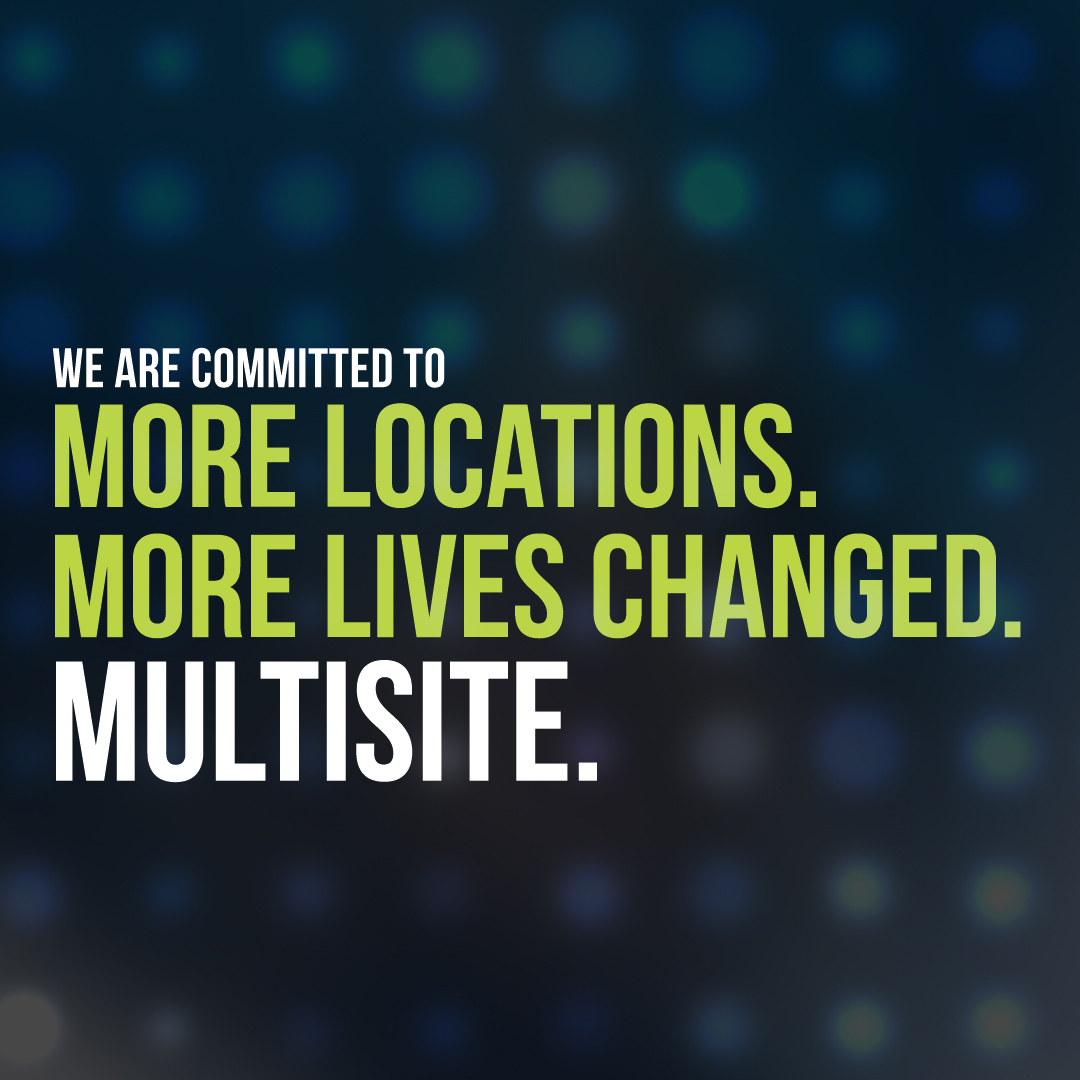 WE ARE COMMITTED TO
MORE LOCATIONS.
MORE LIVES CHANGED.
MULTISITE.